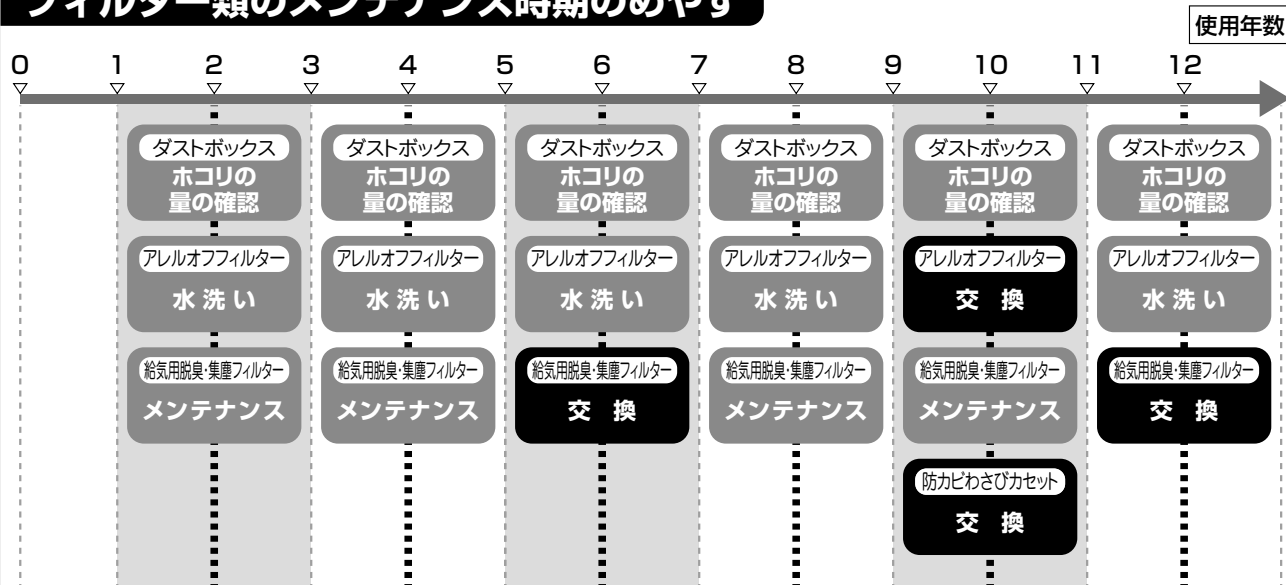 フィルター類のメンテナンス時期のめやす
使用年数
0 1 2 3 4 5 6 7 8 9 10 11 12
ダストボックス ダストボックス ダストボックス ダストボックス ダストボックス ダストボックス
ホコリの ホコリの ホコリの ホコリの ホコリの ホコリの
量の確認 量の確認 量の確認 量の確認 量の確認 量の確認
アレルオフフィルター アレルオフフィルター アレルオフフィルター アレルオフフィルター アレルオフフィルター アレルオフフィルター
水洗い 水洗い 水洗い 水洗い 交換 水洗い
給気用脱臭・集塵フィルター 給気用脱臭・集塵フィルター 給気用脱臭・集塵フィルター 給気用脱臭・集塵フィルター 給気用脱臭・集塵フィルター 給気用脱臭・集塵フィルター
メンテナンス メンテナンス 交換 メンテナンス メンテナンス 交換
防カビわさびカセット
交換